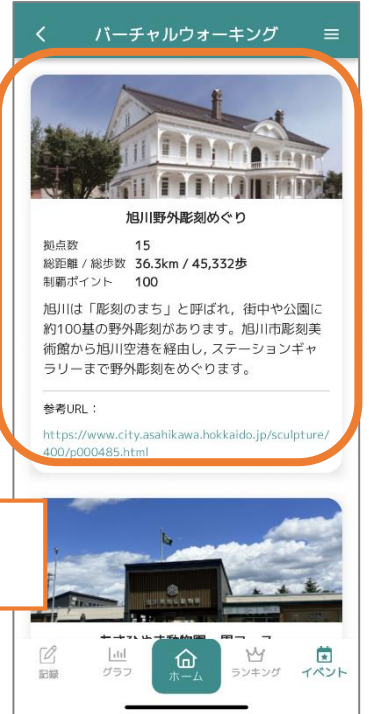 バーチャルウォーキング
旭川野外彫刻めぐり
拠点数 15
総距離 / 総歩数 36.3km / 45,332歩
制覇ポイント 100
旭川は「彫刻のまち」と呼ばれ，街中や公園に
約100基の野外彫刻があります。旭川市彫刻美
術館から旭川空港を経由し，ステーションギャ
ラリーまで野外彫刻をめぐります。
参考URL：
https://www.city.asahikawa.hokkaido.jp/sculpture/
400/p000485.html
記録 グラフ ホーム ランキング イベント